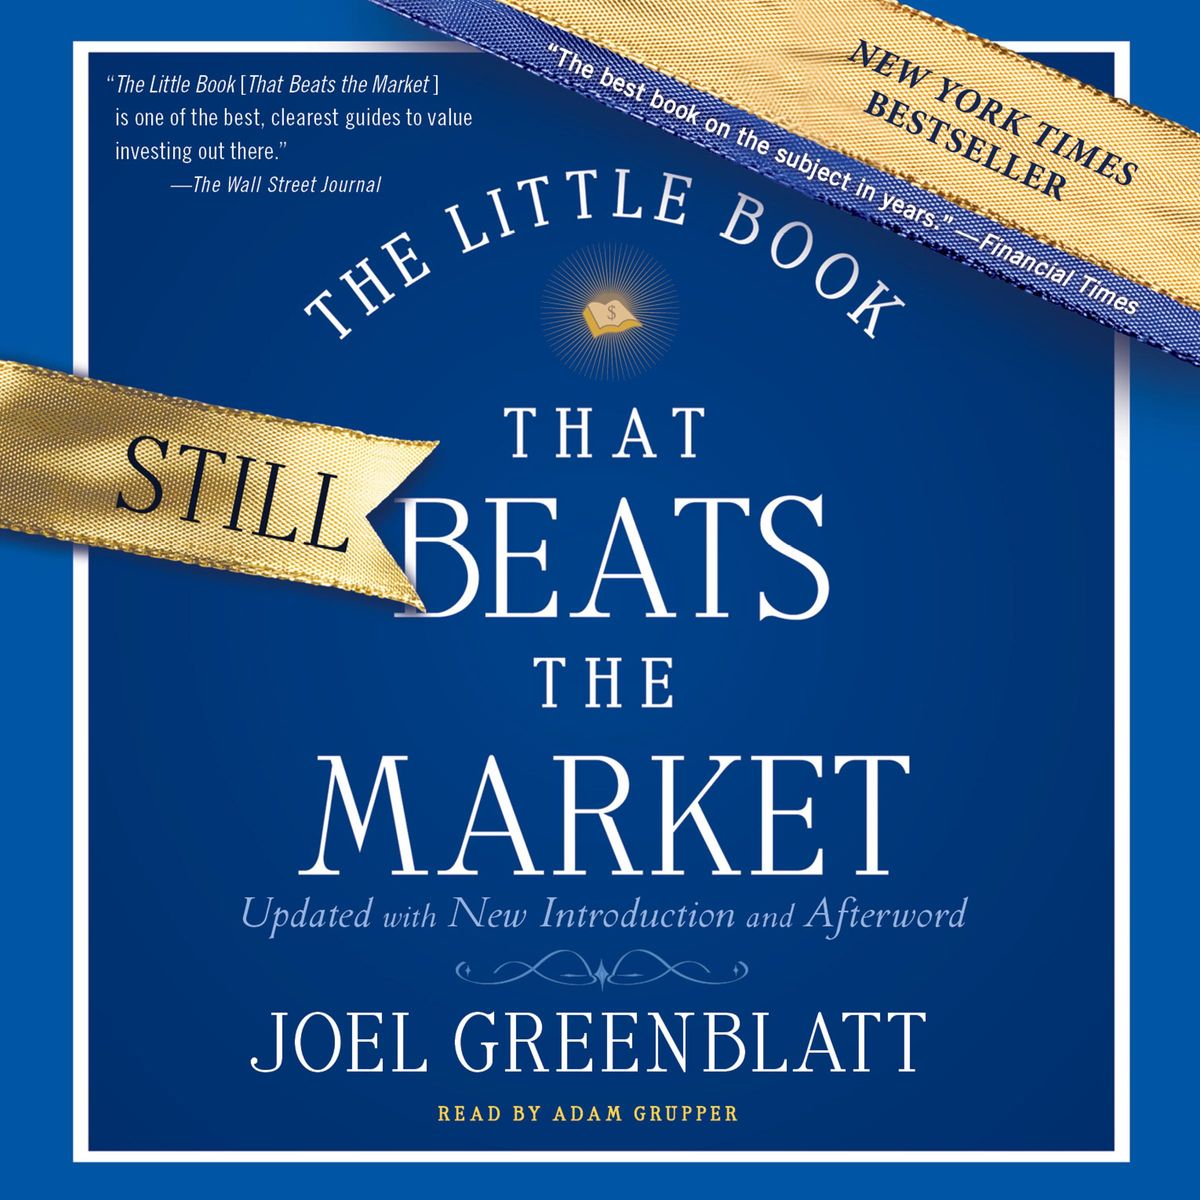 “The Little Book [That Beats the Market]
is one of the best, clearest guides to value
investing out there.”
—The Wall Street Journal
NEW YORK TIMES
BESTSELLER
“The best book on the subject in years.” —Financial Times
THE LITTLE BOOK
$
THAT
STILL
BEATS
THE
MARKET
Updated with New Introduction and Afterword
JOEL GREENBLATT
READ BY ADAM GRUPPER